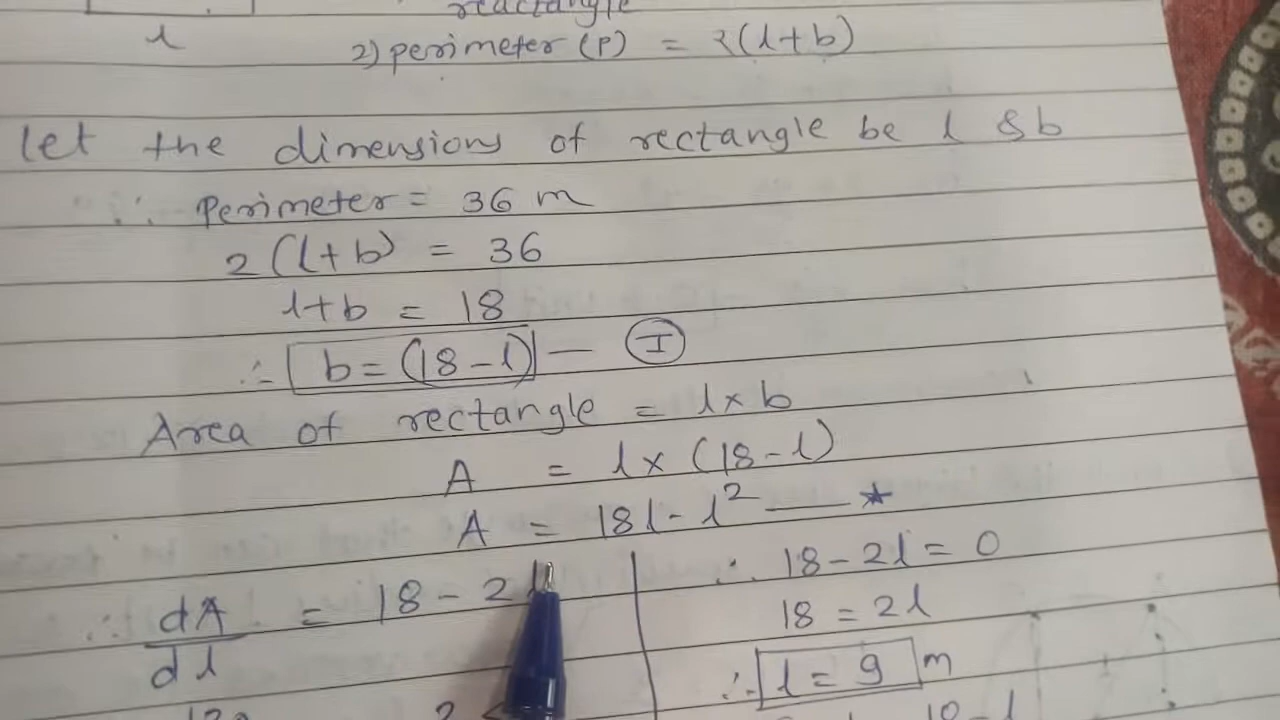 rectangle
l
2) perimeter (P) = 2(l+b)
let the dimensions of rectangle be l & b
∴ Perimeter = 36 m
2(l+b) = 36
l+b = 18
∴ b = (18-l) — I
Area of rectangle = l×b
A = l×(18-l)
A = 18l - l² — *
dA/dl = 18 - 2l
∴ 18-2l = 0
18 = 2l
∴ l = 9 m